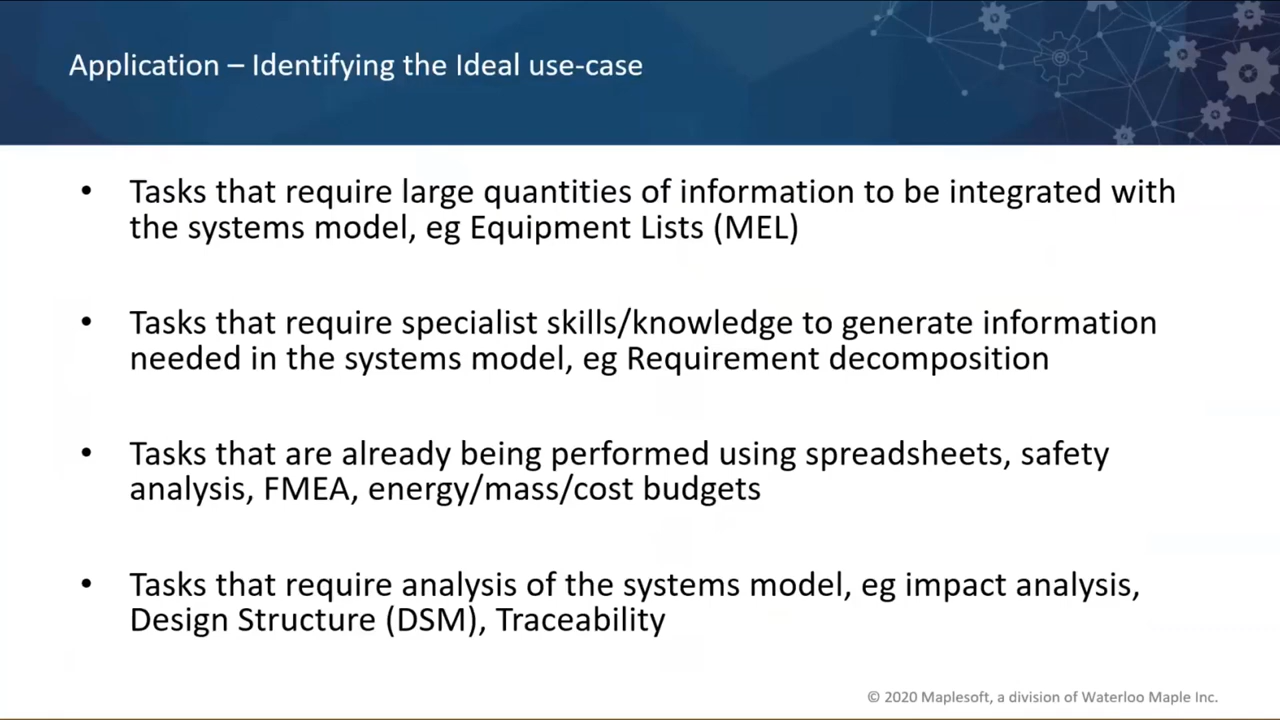 Application – Identifying the Ideal use-case
• Tasks that require large quantities of information to be integrated with
the systems model, eg Equipment Lists (MEL)
• Tasks that require specialist skills/knowledge to generate information
needed in the systems model, eg Requirement decomposition
• Tasks that are already being performed using spreadsheets, safety
analysis, FMEA, energy/mass/cost budgets
• Tasks that require analysis of the systems model, eg impact analysis,
Design Structure (DSM), Traceability
© 2020 Maplesoft, a division of Waterloo Maple Inc.